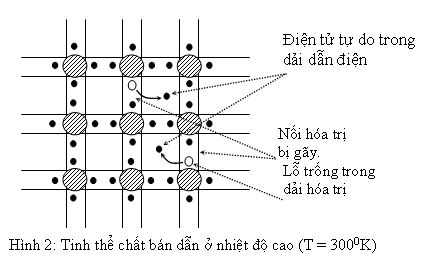 Điện tử tự do trong
dải dẫn điện
Nối hóa trị
bị gãy.
Lỗ trống trong
dải hóa trị
Hình 2: Tinh thể chất bán dẫn ở nhiệt độ cao (T = 300⁰K)